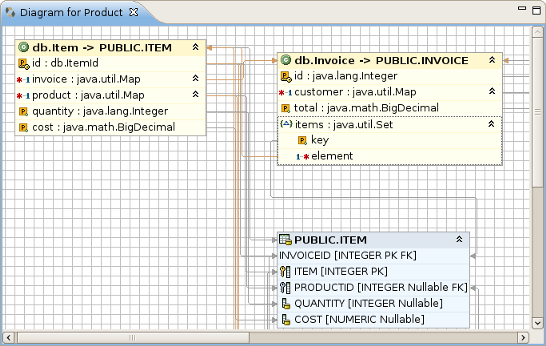 Diagram for Product
db.Item -> PUBLIC.ITEM
id : db.ItemId
invoice : java.util.Map
product : java.util.Map
quantity : java.lang.Integer
cost : java.math.BigDecimal
db.Invoice -> PUBLIC.INVOICE
id : java.lang.Integer
customer : java.util.Map
total : java.math.BigDecimal
items : java.util.Set
key
element
PUBLIC.ITEM
INVOICEID [INTEGER PK FK]
ITEM [INTEGER PK]
PRODUCTID [INTEGER Nullable FK]
QUANTITY [INTEGER Nullable]
COST [NUMERIC Nullable]